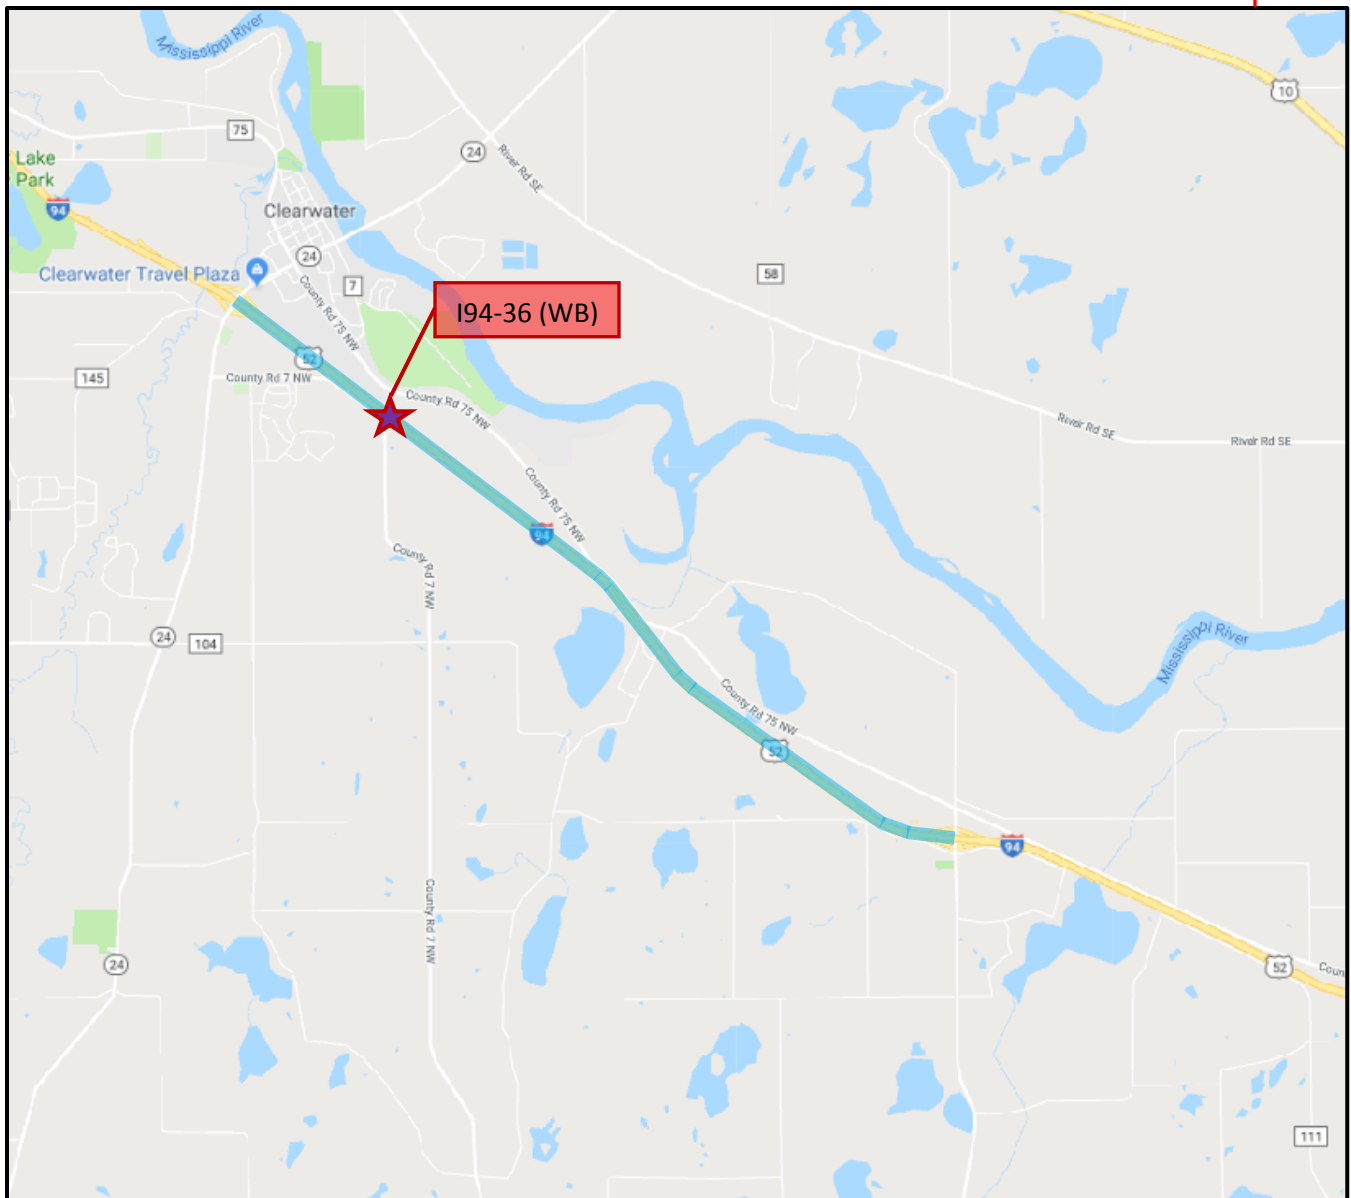 Mississippi River
10
75
24
River Rd SE
Lake
Park
94
Clearwater
24
58
Clearwater Travel Plaza
7
County Rd 75 NW
I94-36 (WB)
52
County Rd 7 NW
145
County Rd 75 NW
River Rd SE
River Rd SE
County Rd 75 NW
94
County Rd 7 NW
24
104
Mississippi River
County Rd 75 NW
52
94
County Rd 7 NW
24
52
Coun
111